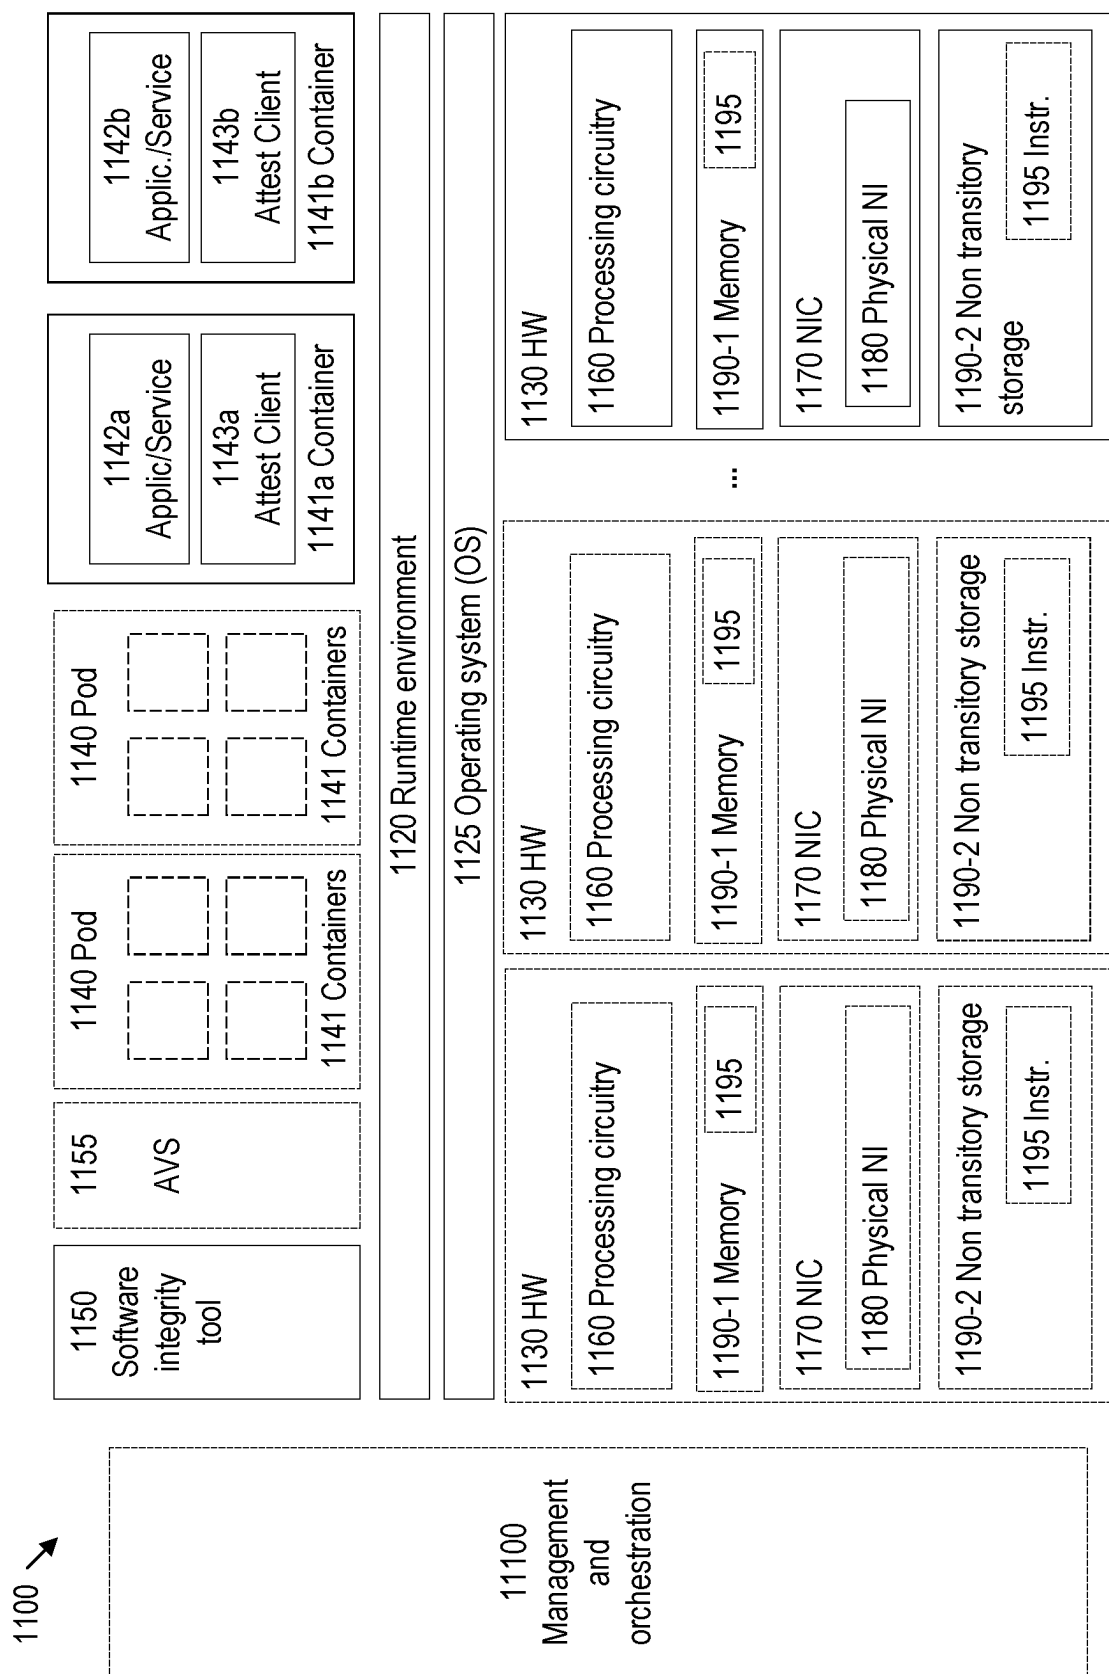 1100
11100
Management
and
orchestration
1150
Software
integrity
tool
1155
AVS
1140 Pod
1141 Containers
1140 Pod
1141 Containers
1142a
Applic/Service
1143a
Attest Client
1141a Container
1142b
Applic./Service
1143b
Attest Client
1141b Container
1120 Runtime environment
1125 Operating system (OS)
1130 HW
1160 Processing circuitry
1190-1 Memory
1195
1170 NIC
1180 Physical NI
1190-2 Non transitory storage
1195 Instr.
1130 HW
1160 Processing circuitry
1190-1 Memory
1195
1170 NIC
1180 Physical NI
1190-2 Non transitory storage
1195 Instr.
...
1130 HW
1160 Processing circuitry
1190-1 Memory
1195
1170 NIC
1180 Physical NI
1190-2 Non transitory
storage
1195 Instr.